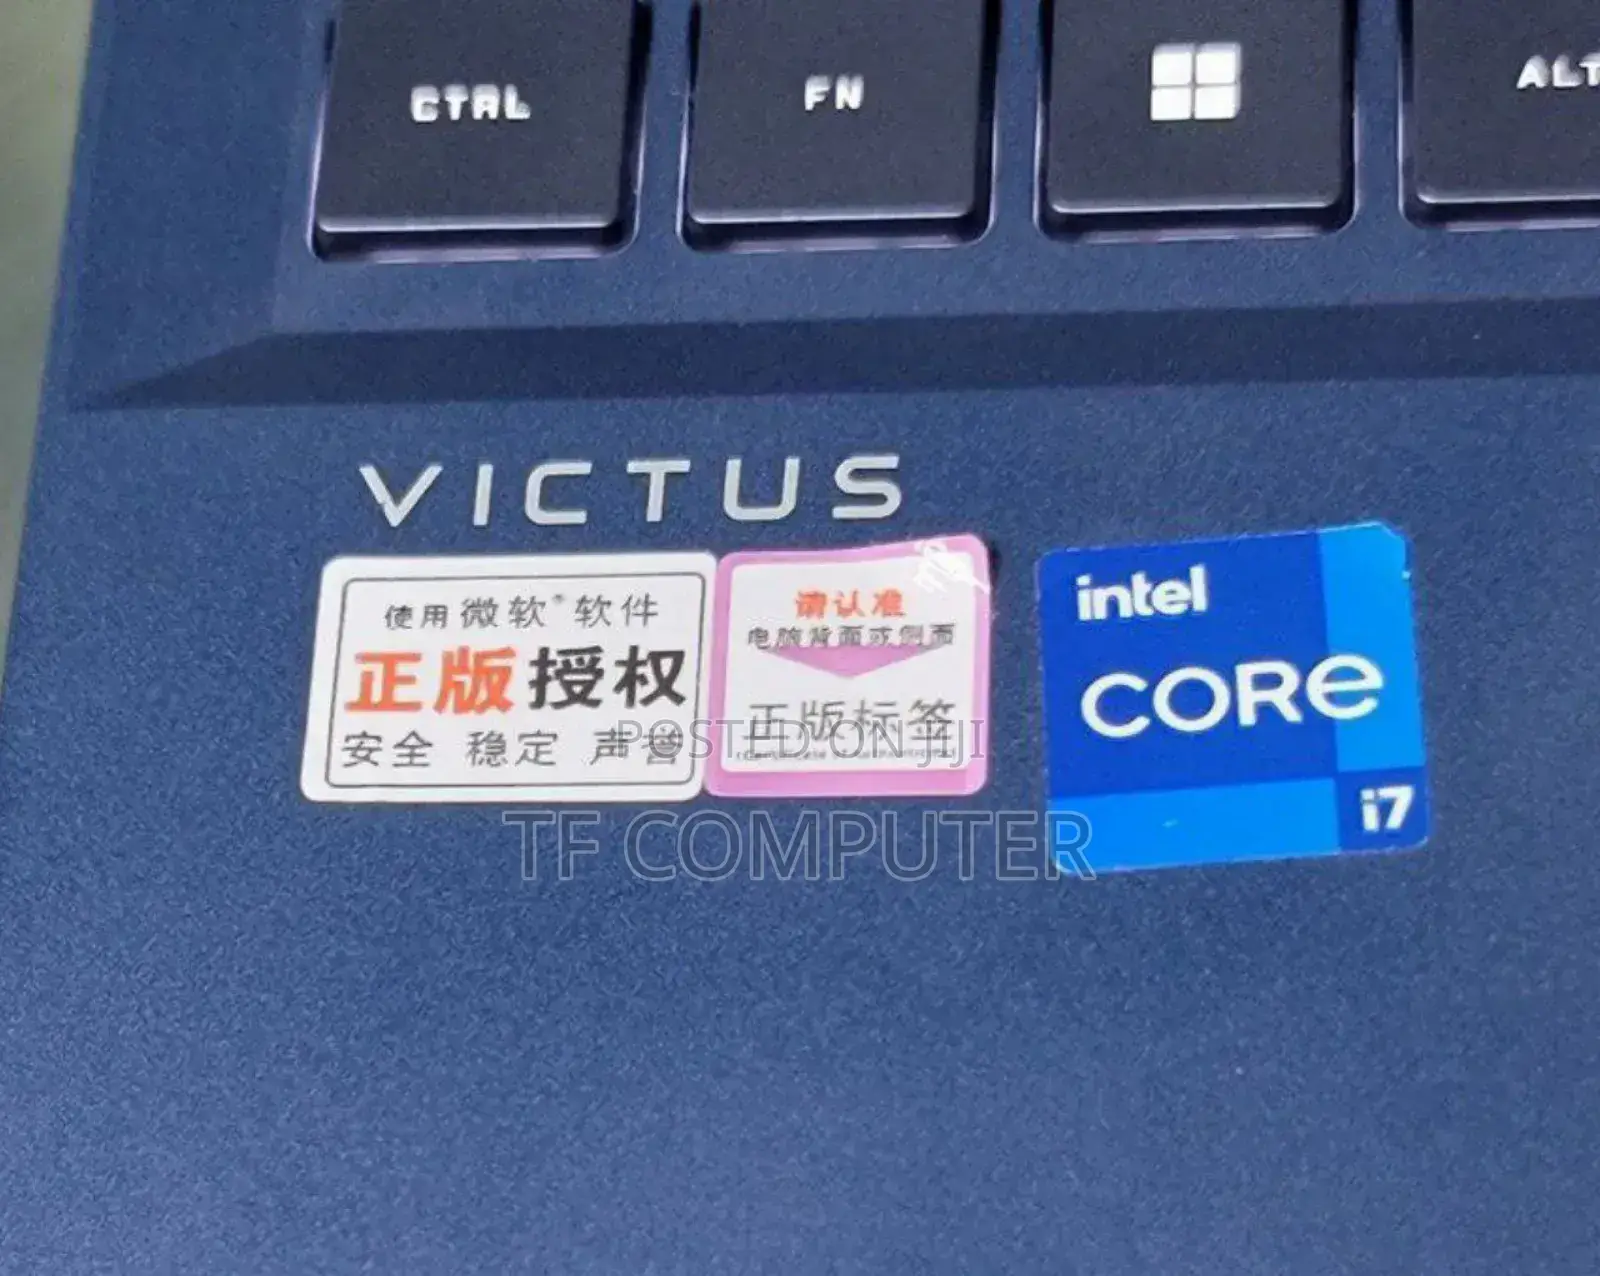 CTRL
FN
ALT
VICTUS
使用微软®软件
正版授权
安全 稳定 声誉
请认准
电脑背面或侧面
正版标签
intel
CORE
i7
POSTED ON JIJI
TF COMPUTER